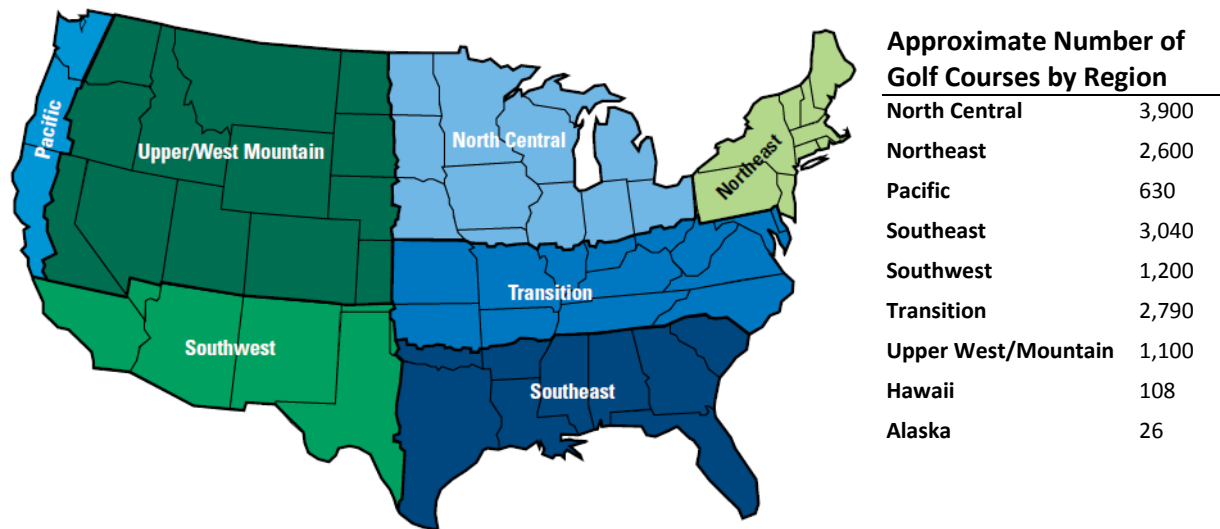 Pacific
Upper/West Mountain
North Central
Northeast
Transition
Southwest
Southeast
Approximate Number of
Golf Courses by Region
North Central 3,900
Northeast 2,600
Pacific 630
Southeast 3,040
Southwest 1,200
Transition 2,790
Upper West/Mountain 1,100
Hawaii 108
Alaska 26